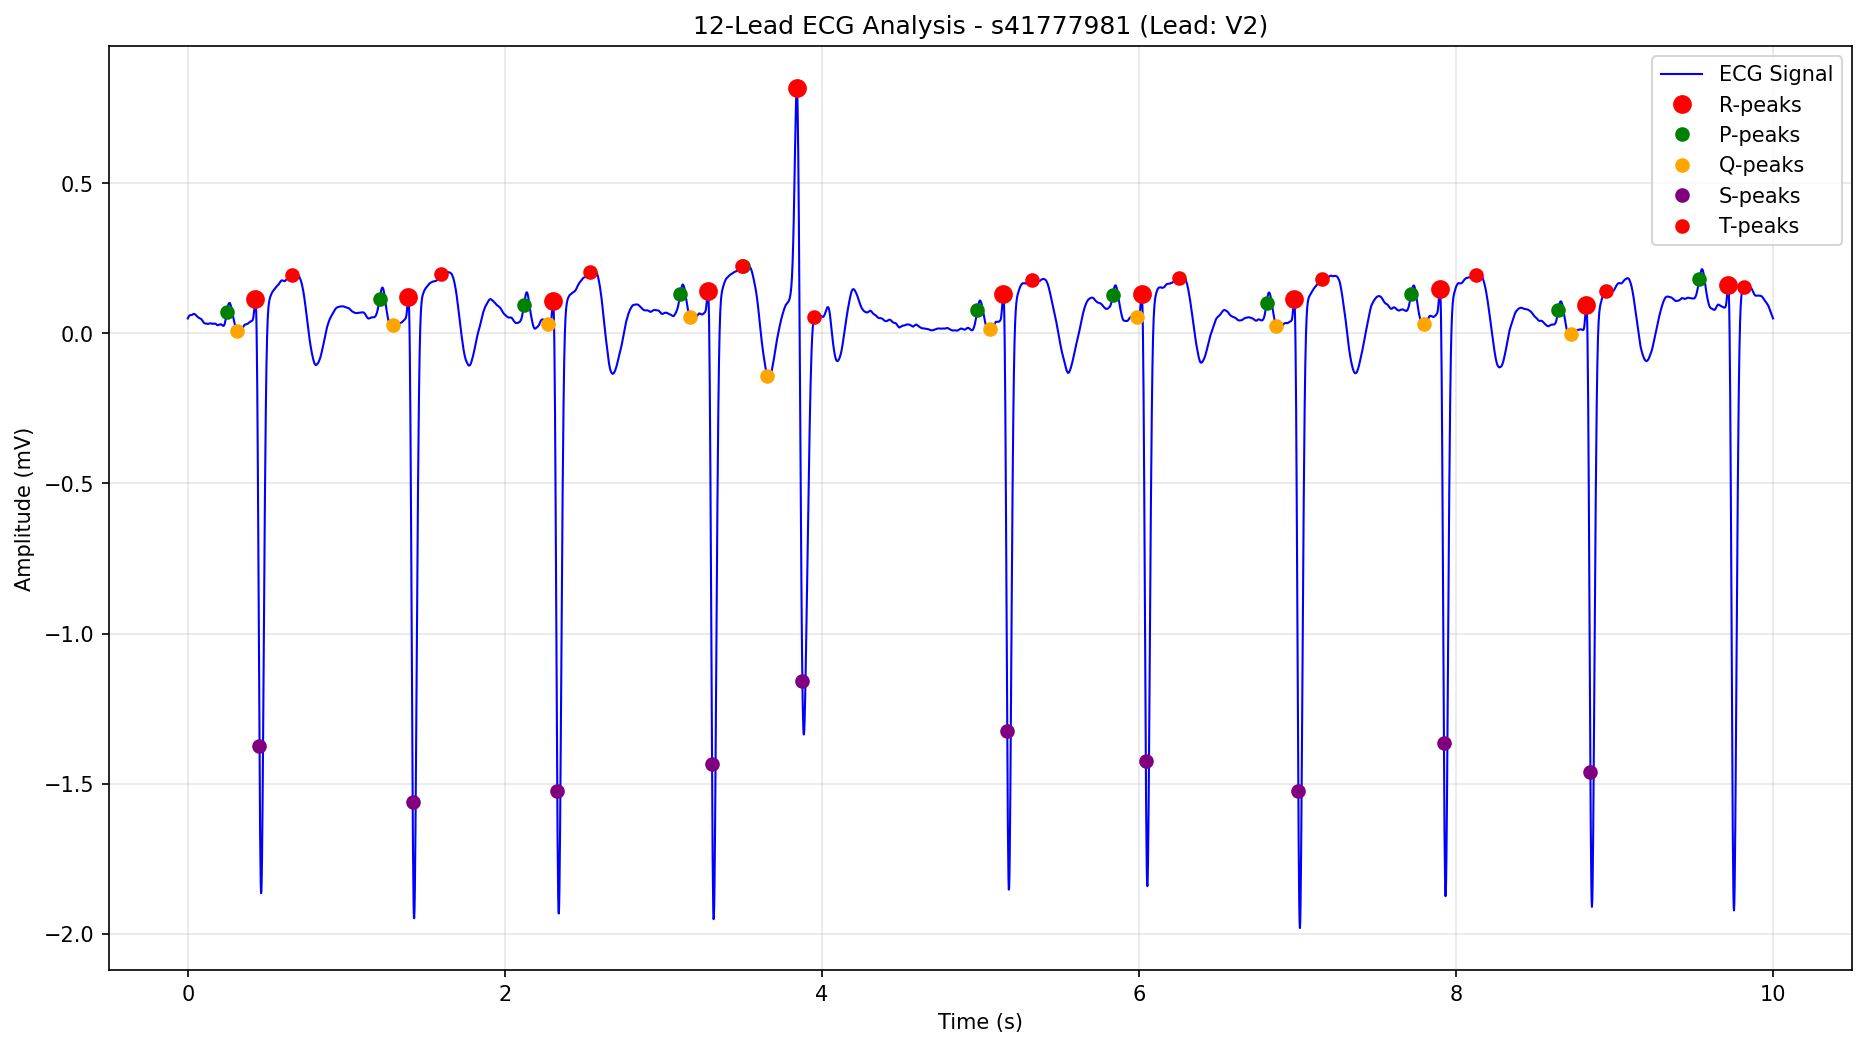 12-Lead ECG Analysis - s41777981 (Lead: V2)
ECG Signal
R-peaks
P-peaks
Q-peaks
S-peaks
T-peaks
Amplitude (mV)
0.5
0.0
−0.5
−1.0
−1.5
−2.0
0
2
4
6
8
10
Time (s)